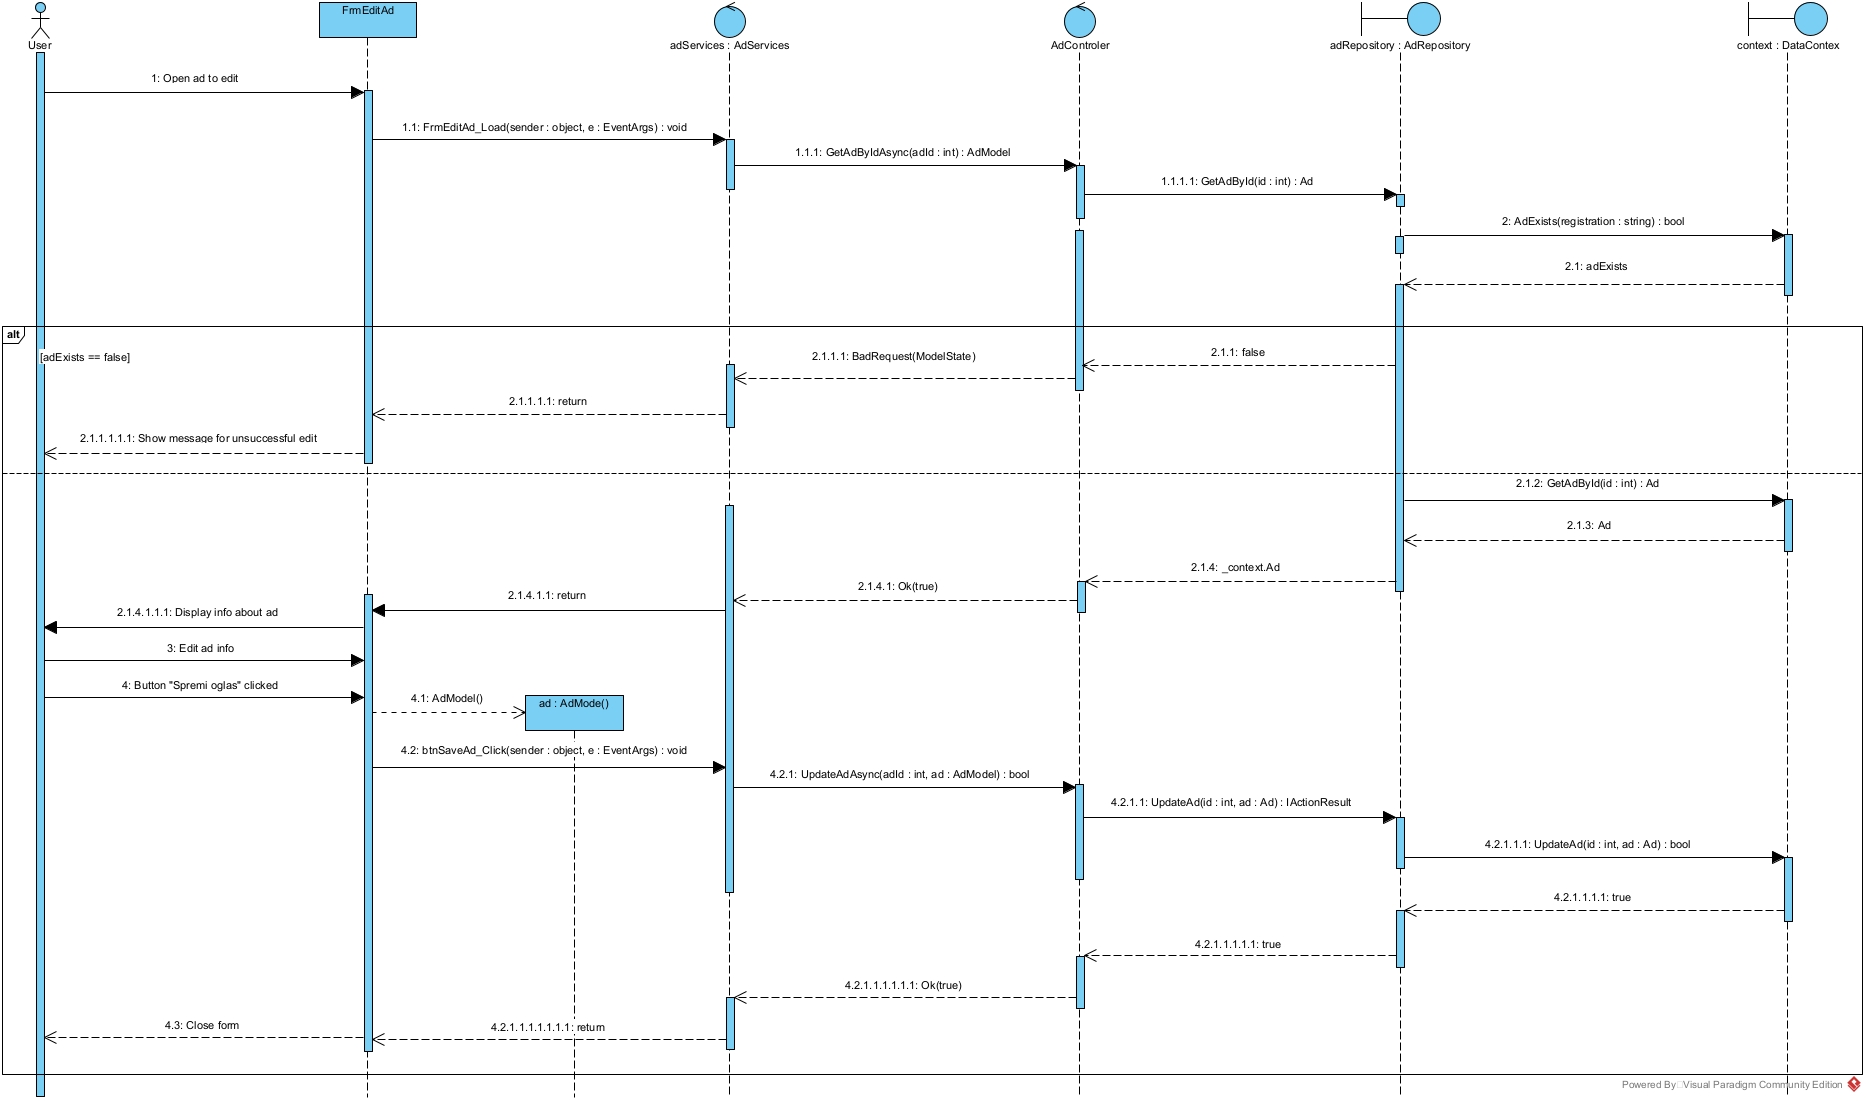 User
FrmEditAd
adServices : AdServices
AdControler
adRepository : AdRepository
context : DataContex
1: Open ad to edit
1.1: FrmEditAd_Load(sender : object, e : EventArgs) : void
1.1.1: GetAdByIdAsync(adId : int) : AdModel
1.1.1.1: GetAdById(id : int) : Ad
2: AdExists(registration : string) : bool
2.1: adExists
alt
[adExists == false]
2.1.1: false
2.1.1.1: BadRequest(ModelState)
2.1.1.1.1: return
2.1.1.1.1.1: Show message for unsuccessful edit
2.1.2: GetAdById(id : int) : Ad
2.1.3: Ad
2.1.4: _context.Ad
2.1.4.1: Ok(true)
2.1.4.1.1: return
2.1.4.1.1.1: Display info about ad
3: Edit ad info
4: Button "Spremi oglas" clicked
4.1: AdModel()
ad : AdMode()
4.2: btnSaveAd_Click(sender : object, e : EventArgs) : void
4.2.1: UpdateAdAsync(adId : int, ad : AdModel) : bool
4.2.1.1: UpdateAd(id : int, ad : Ad) : IActionResult
4.2.1.1.1: UpdateAd(id : int, ad : Ad) : bool
4.2.1.1.1.1: true
4.2.1.1.1.1.1: true
4.2.1.1.1.1.1.1: Ok(true)
4.2.1.1.1.1.1.1.1: return
4.3: Close form
Powered By Visual Paradigm Community Edition